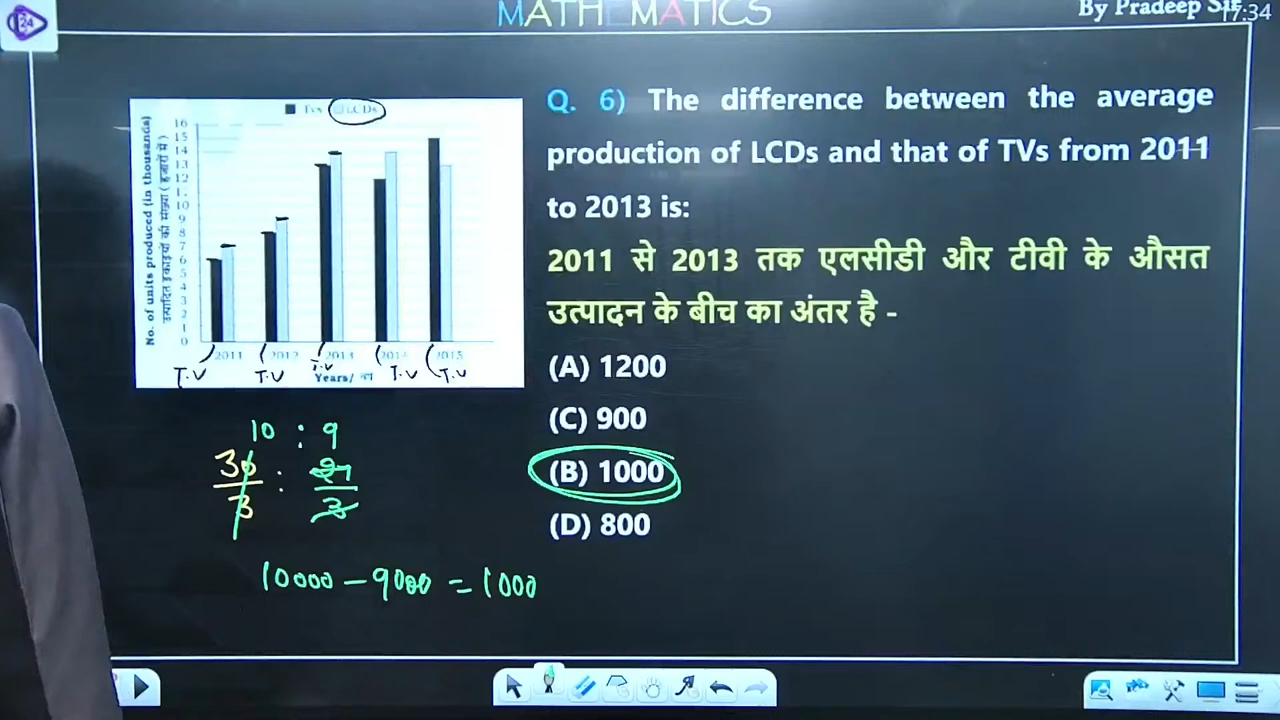 MATHEMATICS
By Pradeep Sir
17:34
24
TVs LCDs
No. of units produced (in thousands)
16
15
14
13
12
10
9
8
7
6
5
4
3
2
1
0
2011 2012 2013 2014 2015
T.V T.V T.V T.V T.V
Years/
Q. 6) The difference between the average
production of LCDs and that of TVs from 2011
to 2013 is:
2011 से 2013 तक एलसीडी और टीवी के औसत
उत्पादन के बीच का अंतर है -
(A) 1200
(C) 900
(B) 1000
(D) 800
10 : 9
30 : 27
3 3
10000 - 9000 = 1000